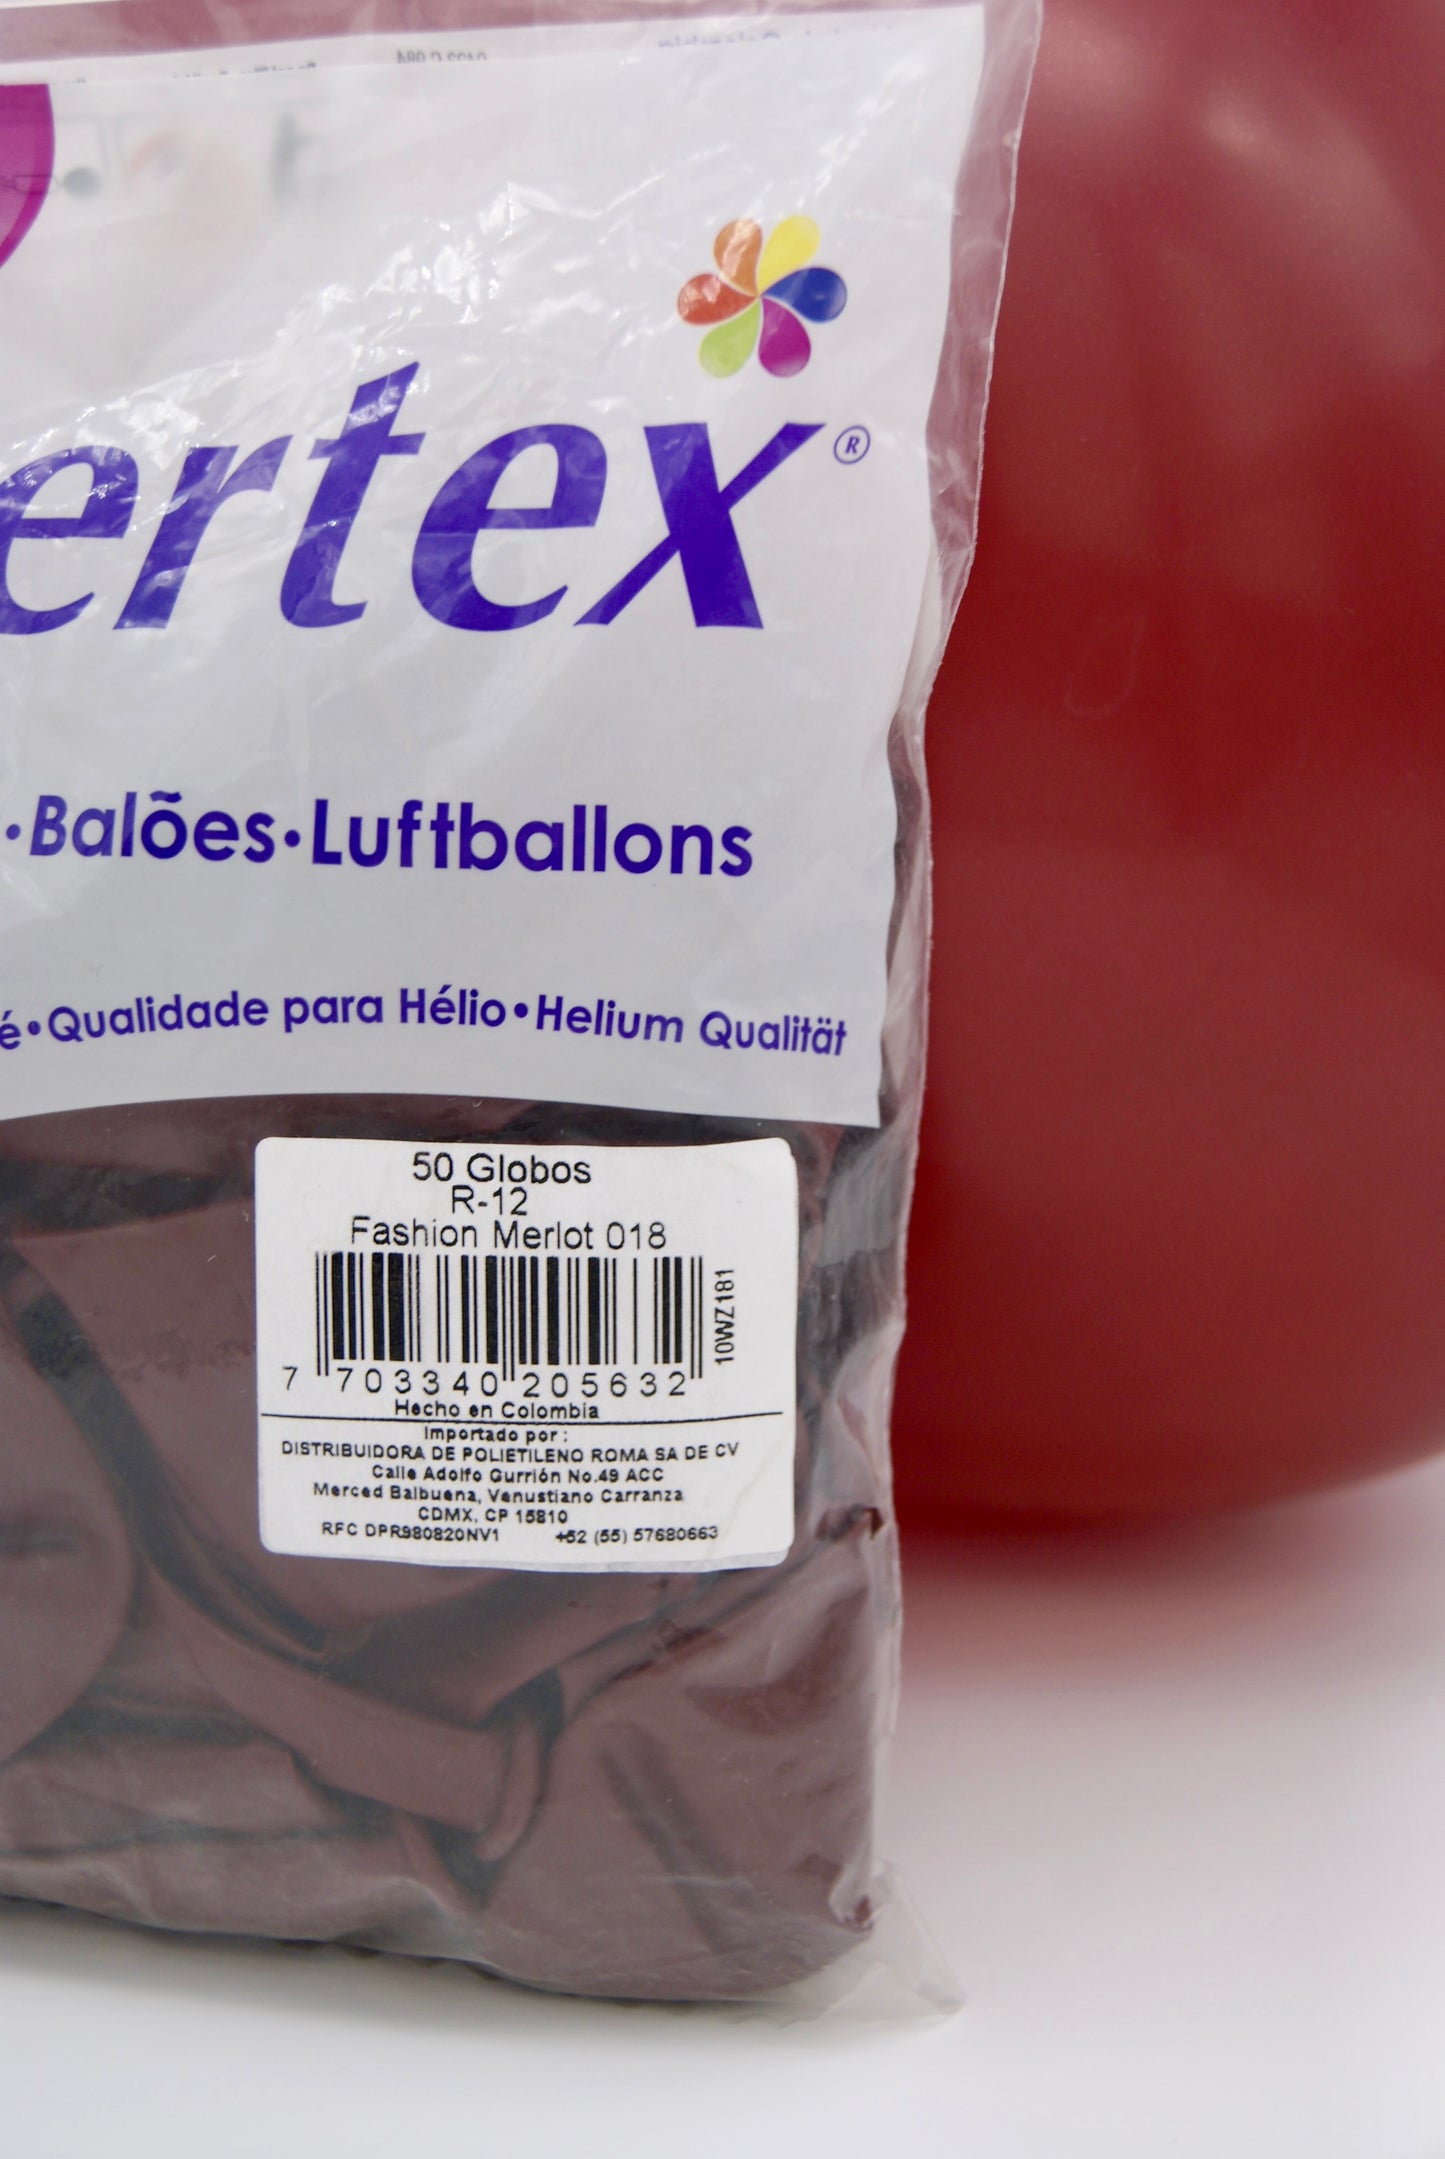 ertex®
•Balões•Luftballons
é•Qualidade para Hélio•Helium Qualität
50 Globos
R-12
Fashion Merlot 018
10WZ181
7 703340 205632
Hecho en Colombia
Importado por :
DISTRIBUIDORA DE POLIETILENO ROMA SA DE CV
Calle Adolfo Gurrión No.49 ACC
Merced Balbuena, Venustiano Carranza
CDMX, CP 15810
RFC DPR980820NV1 +52 (55) 57680663